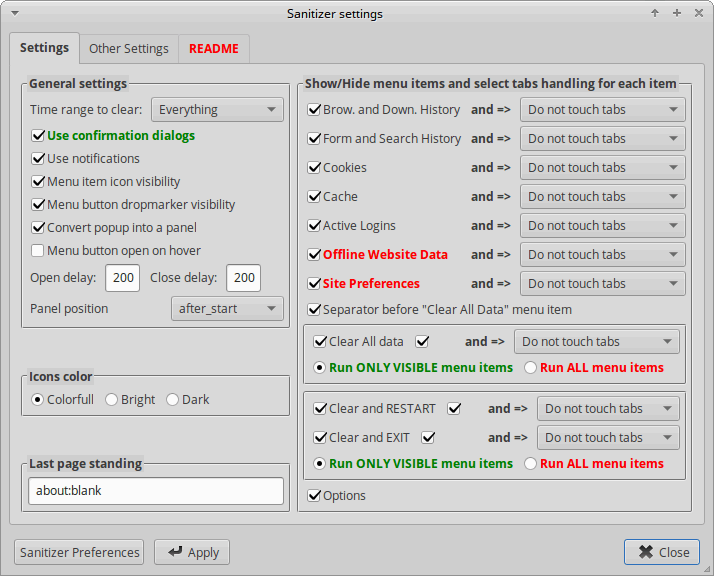 Sanitizer settings
Settings
Other Settings
README
General settings
Time range to clear: Everything
Use confirmation dialogs
Use notifications
Menu item icon visibility
Menu button dropmarker visibility
Convert popup into a panel
Menu button open on hover
Open delay: 200 Close delay: 200
Panel position after_start
Icons color
Colorfull Bright Dark
Last page standing
about:blank
Show/Hide menu items and select tabs handling for each item
Brow. and Down. History and => Do not touch tabs
Form and Search History and => Do not touch tabs
Cookies and => Do not touch tabs
Cache and => Do not touch tabs
Active Logins and => Do not touch tabs
Offline Website Data and => Do not touch tabs
Site Preferences and => Do not touch tabs
Separator before "Clear All Data" menu item
Clear All data and => Do not touch tabs
Run ONLY VISIBLE menu items Run ALL menu items
Clear and RESTART and => Do not touch tabs
Clear and EXIT and => Do not touch tabs
Run ONLY VISIBLE menu items Run ALL menu items
Options
Sanitizer Preferences
Apply
Close